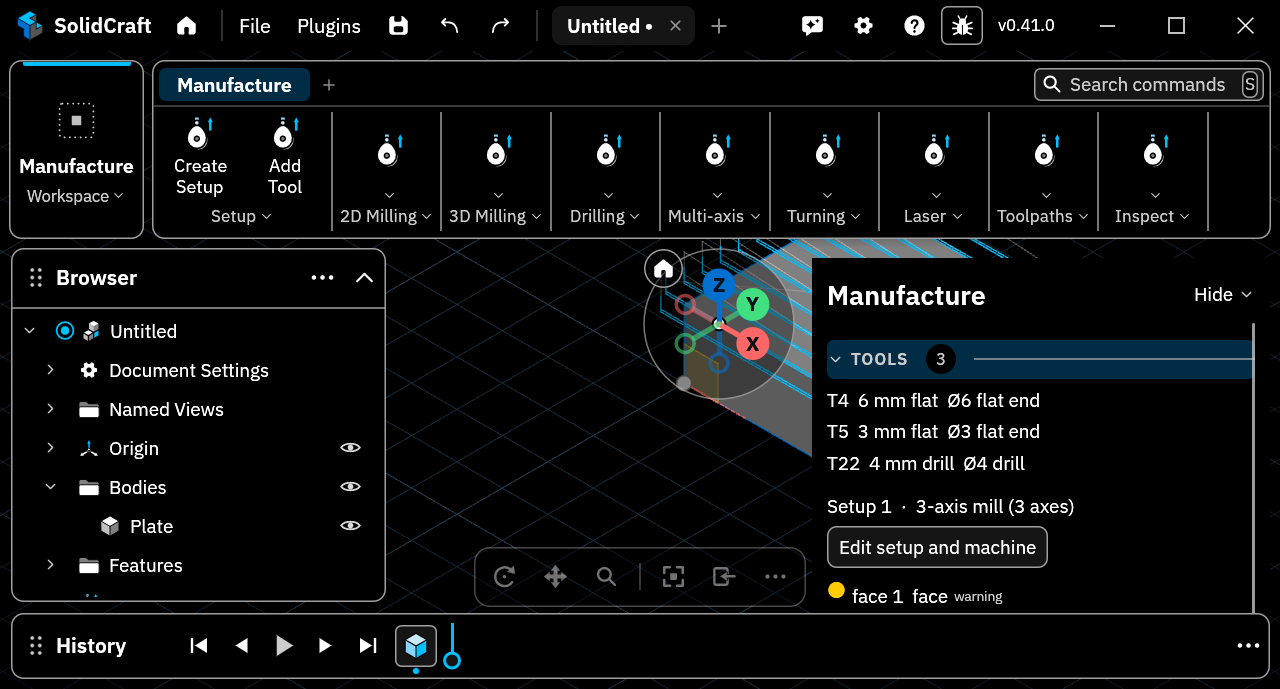 SolidCraft
File
Plugins
Untitled •
v0.41.0
Manufacture
Workspace
Manufacture
Search commands
S
Create
Setup
Add
Tool
Setup
2D Milling
3D Milling
Drilling
Multi-axis
Turning
Laser
Toolpaths
Inspect
Browser
Untitled
Document Settings
Named Views
Origin
Bodies
Plate
Features
Z
Y
X
Manufacture
Hide
TOOLS 3
T4 6 mm flat Ø6 flat end
T5 3 mm flat Ø3 flat end
T22 4 mm drill Ø4 drill
Setup 1 · 3-axis mill (3 axes)
Edit setup and machine
face 1 face warning
History